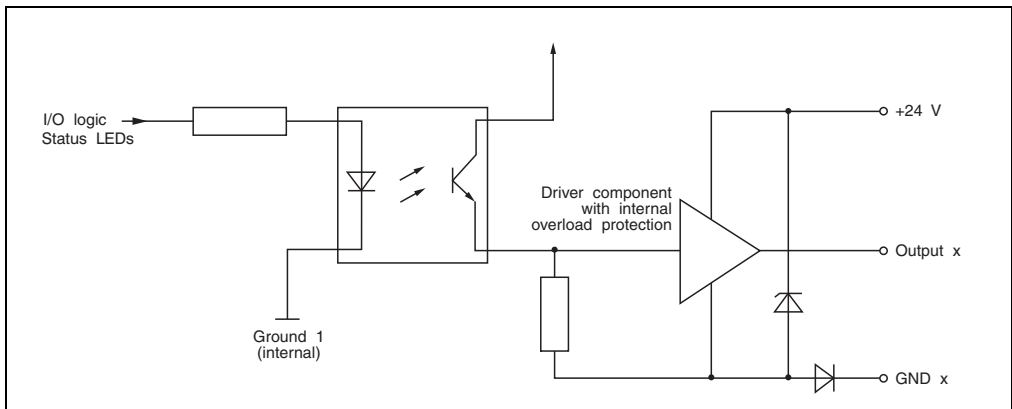 I/O logic
Status LEDs
+24 V
Driver component
with internal
overload protection
Output x
Ground 1
(internal)
GND x